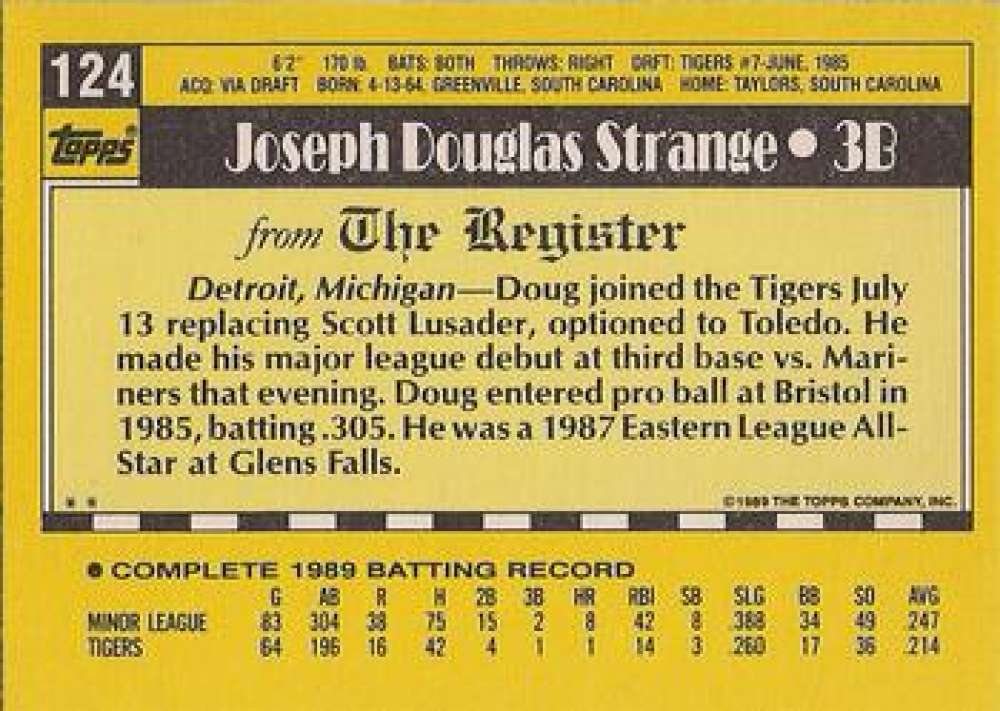 124
6'2" 170 lb. BATS: BOTH THROWS: RIGHT DRFT: TIGERS #7-JUNE, 1985
ACQ: VIA DRAFT BORN: 4-13-64, GREENVILLE, SOUTH CAROLINA HOME: TAYLORS, SOUTH CAROLINA
Topps®
Joseph Douglas Strange • 3B
from The Register
Detroit, Michigan—Doug joined the Tigers July
13 replacing Scott Lusader, optioned to Toledo. He
made his major league debut at third base vs. Mari-
ners that evening. Doug entered pro ball at Bristol in
1985, batting .305. He was a 1987 Eastern League All-
Star at Glens Falls.
* * © 1989 THE TOPPS COMPANY, INC.
• COMPLETE 1989 BATTING RECORD
G AB R H 2B 3B HR RBI SB SLG BB SO AVG
MINOR LEAGUE 83 304 38 75 15 2 8 42 8 .388 34 49 .247
TIGERS 64 196 16 42 4 1 1 14 3 .260 17 36 .214